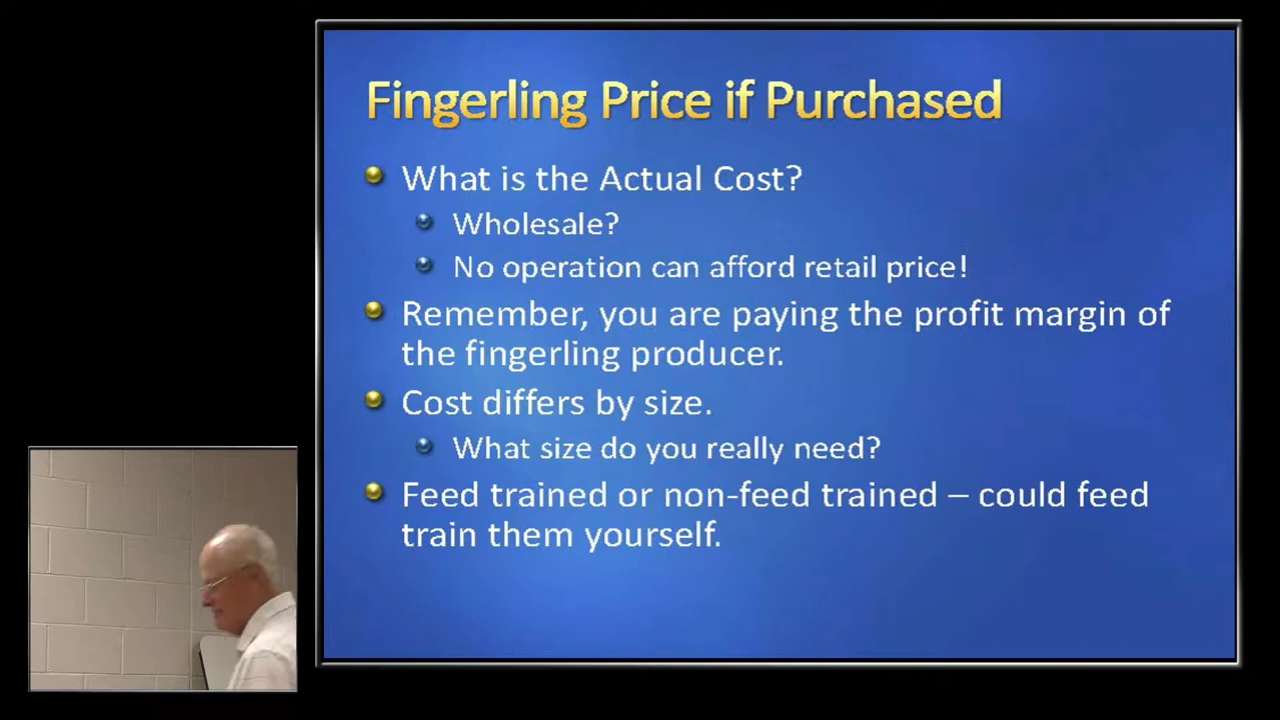 Fingerling Price if Purchased
What is the Actual Cost?
Wholesale?
No operation can afford retail price!
Remember, you are paying the profit margin of
the fingerling producer.
Cost differs by size.
What size do you really need?
Feed trained or non-feed trained – could feed
train them yourself.